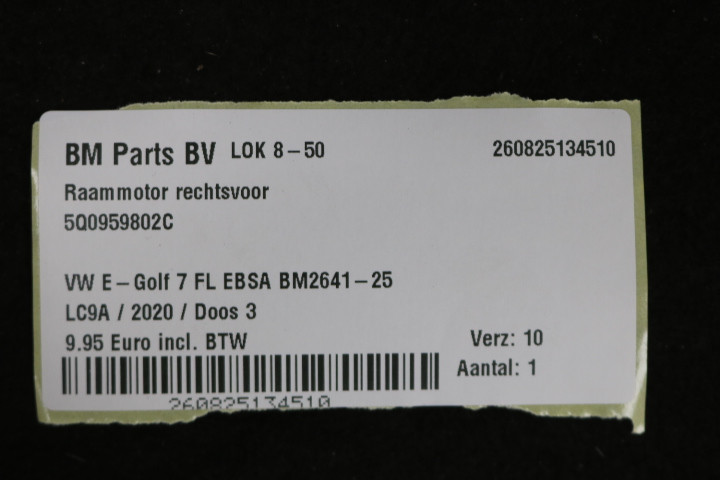 BM Parts BV LOK 8-50 260825134510
Raammotor rechtsvoor
5Q0959802C
VW E-Golf 7 FL EBSA BM2641-25
LC9A / 2020 / Doos 3
9.95 Euro incl. BTW Verz: 10
Aantal: 1
260825134510